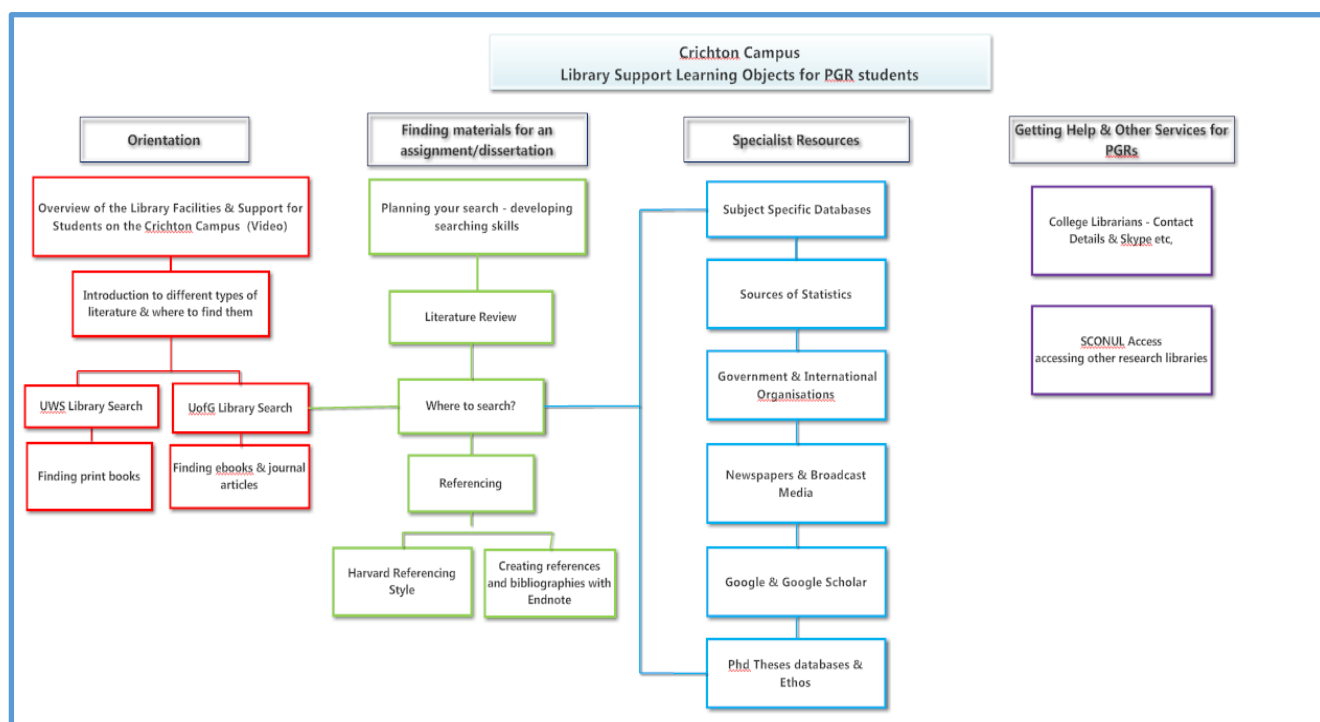 Crichton Campus
Library Support Learning Objects for PGR students
Orientation
Overview of the Library Facilities & Support for
Students on the Crichton Campus (Video)
Introduction to different types of
literature & where to find them
UWS Library Search
UofG Library Search
Finding print books
Finding ebooks & journal
articles
Finding materials for an
assignment/dissertation
Planning your search - developing
searching skills
Literature Review
Where to search?
Referencing
Harvard Referencing
Style
Creating references
and bibliographies with
Endnote
Specialist Resources
Subject Specific Databases
Sources of Statistics
Government & International
Organisations
Newspapers & Broadcast
Media
Google & Google Scholar
Phd Theses databases &
Ethos
Getting Help & Other Services for
PGRs
College Librarians - Contact
Details & Skype etc,
SCONUL Access
accessing other research libraries